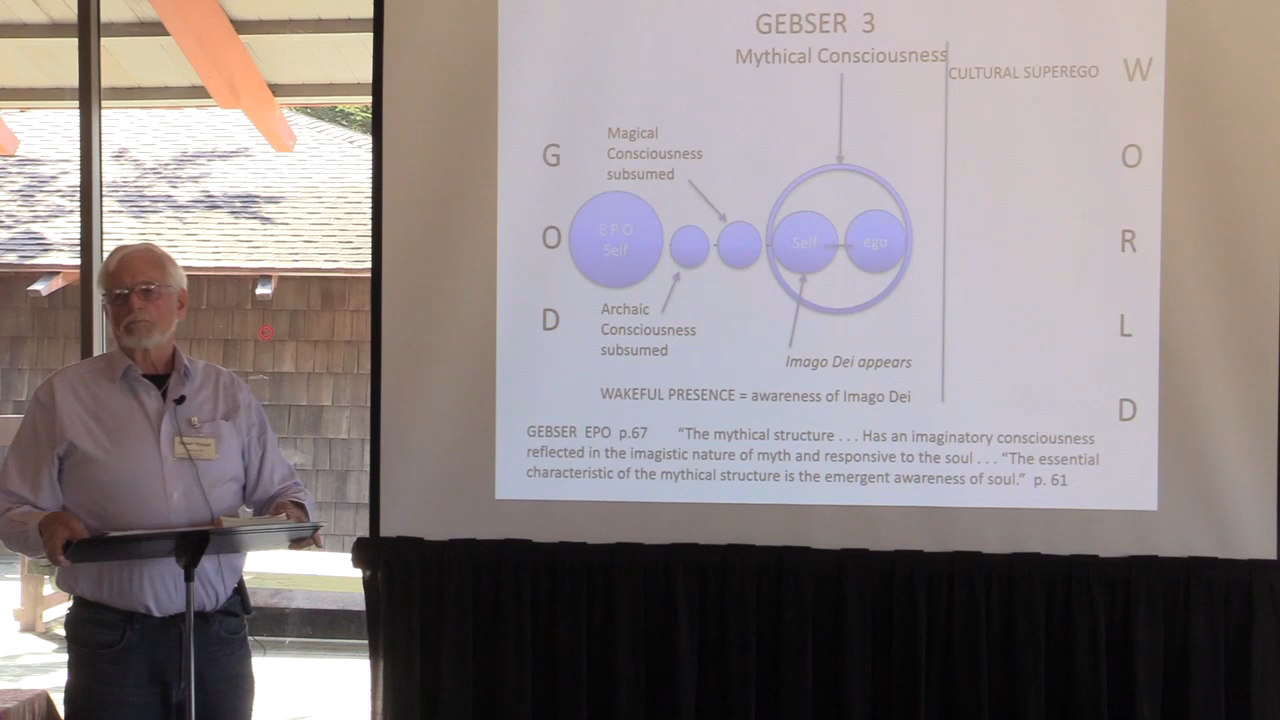 GEBSER 3
Mythical Consciousness
CULTURAL SUPEREGO
W
O
R
L
D
Magical
Consciousness
subsumed
G
O
D
E P O
Self
Self
ego
Archaic
Consciousness
subsumed
Imago Dei appears
WAKEFUL PRESENCE = awareness of Imago Dei
GEBSER EPO p.67 “The mythical structure . . . Has an imaginatory consciousness
reflected in the imagistic nature of myth and responsive to the soul . . . “The essential
characteristic of the mythical structure is the emergent awareness of soul.” p. 61